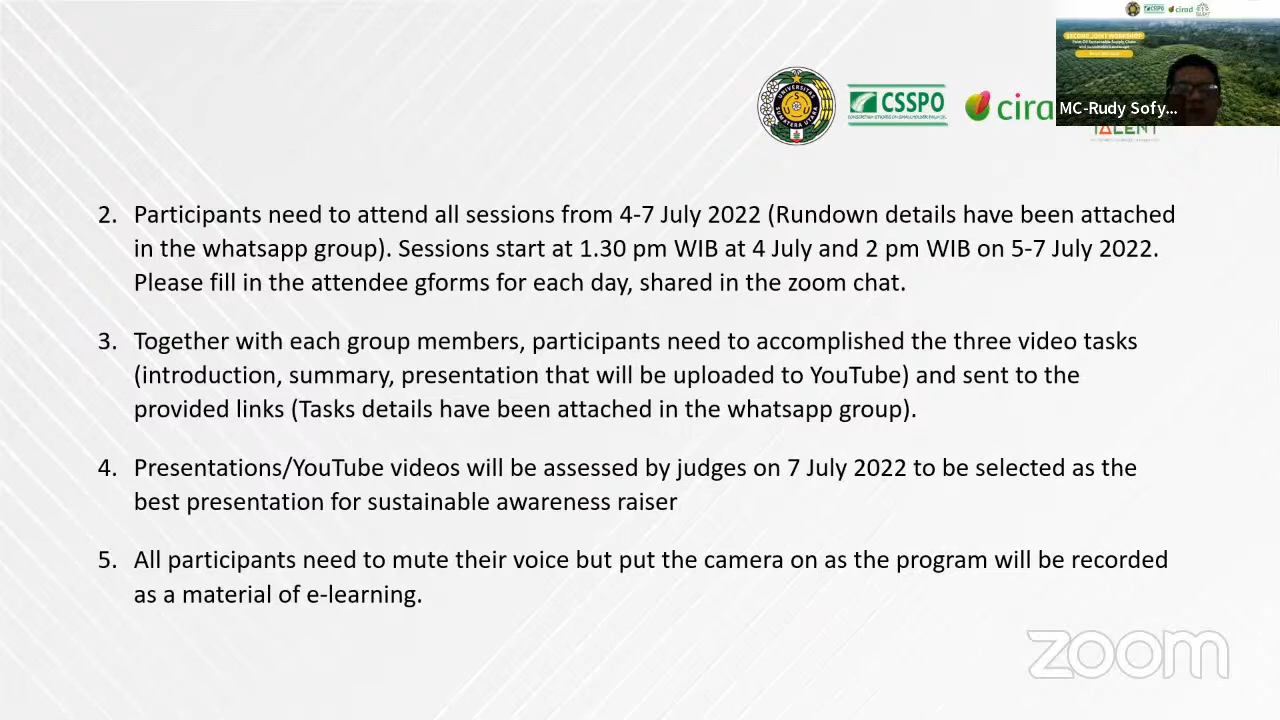 SECOND JOINT WORKSHOP
UNIVERSITAS
SUMATERA UTARA
CSSPO
cirad
MC-Rudy Sofy...
TALENT
2. Participants need to attend all sessions from 4-7 July 2022 (Rundown details have been attached
in the whatsapp group). Sessions start at 1.30 pm WIB at 4 July and 2 pm WIB on 5-7 July 2022.
Please fill in the attendee gforms for each day, shared in the zoom chat.
3. Together with each group members, participants need to accomplished the three video tasks
(introduction, summary, presentation that will be uploaded to YouTube) and sent to the
provided links (Tasks details have been attached in the whatsapp group).
4. Presentations/YouTube videos will be assessed by judges on 7 July 2022 to be selected as the
best presentation for sustainable awareness raiser
5. All participants need to mute their voice but put the camera on as the program will be recorded
as a material of e-learning.
zoom